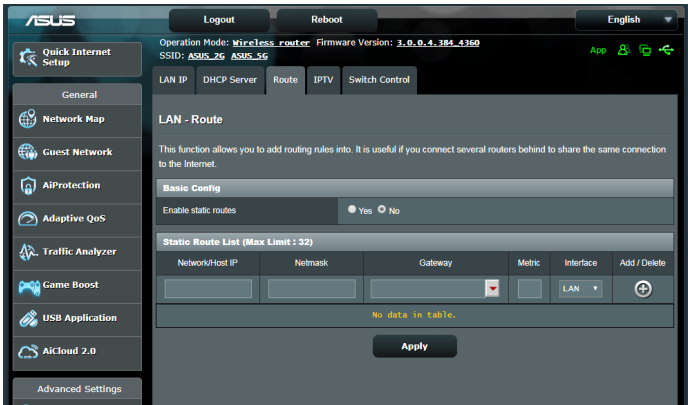 ASUS
Logout
Reboot
English
Operation Mode: Wireless router Firmware Version: 3.0.0.4.384_4360
SSID: ASUS_2G ASUS_5G
App
Quick Internet
Setup
General
Network Map
Guest Network
AiProtection
Adaptive QoS
Traffic Analyzer
Game Boost
USB Application
AiCloud 2.0
Advanced Settings
LAN IP
DHCP Server
Route
IPTV
Switch Control
LAN - Route
This function allows you to add routing rules into. It is useful if you connect several routers behind to share the same connection
to the Internet.
Basic Config
Enable static routes
Yes No
Static Route List (Max Limit : 32)
Network/Host IP
Netmask
Gateway
Metric
Interface
Add / Delete
LAN
No data in table.
Apply